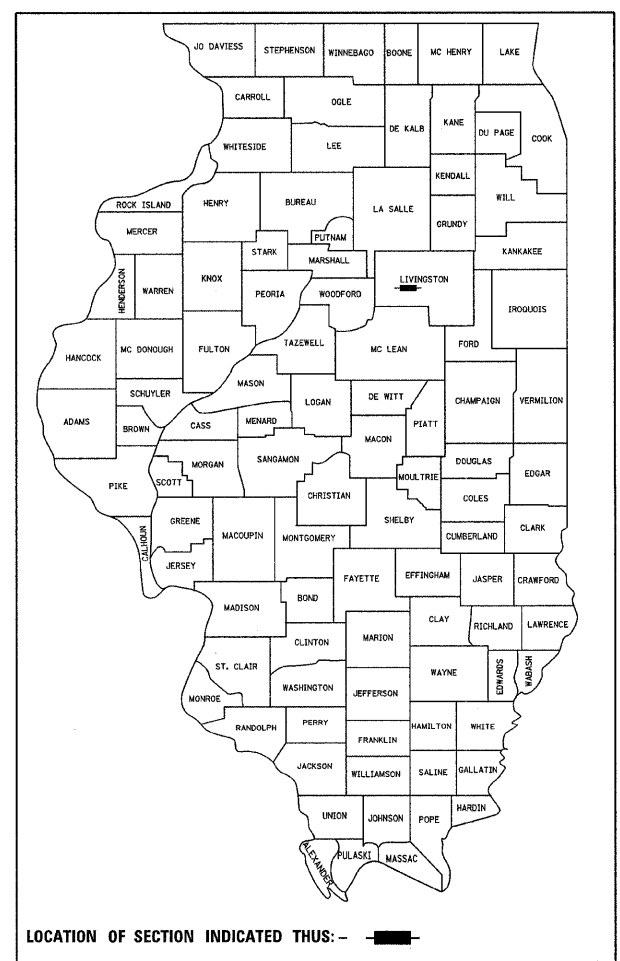 JO DAVIESS STEPHENSON WINNEBAGO BOONE MC HENRY LAKE
CARROLL OGLE DE KALB KANE DU PAGE COOK
WHITESIDE LEE
KENDALL
ROCK ISLAND HENRY BUREAU LA SALLE GRUNDY WILL
MERCER PUTNAM
STARK MARSHALL KANKAKEE
HENDERSON WARREN KNOX PEORIA WOODFORD LIVINGSTON IROQUOIS
HANCOCK MC DONOUGH FULTON TAZEWELL MC LEAN FORD
MASON
SCHUYLER LOGAN DE WITT CHAMPAIGN VERMILION
ADAMS BROWN CASS MENARD MACON PIATT
MORGAN SANGAMON DOUGLAS EDGAR
PIKE SCOTT CHRISTIAN MOULTRIE COLES
GREENE MACOUPIN MONTGOMERY SHELBY CUMBERLAND CLARK
CALHOUN JERSEY
FAYETTE EFFINGHAM JASPER CRAWFORD
MADISON BOND
CLAY RICHLAND LAWRENCE
CLINTON MARION
ST. CLAIR WAYNE EDWARDS WABASH
WASHINGTON JEFFERSON
MONROE
RANDOLPH PERRY HAMILTON WHITE
FRANKLIN
JACKSON WILLIAMSON SALINE GALLATIN
UNION JOHNSON POPE HARDIN
ALEXANDER PULASKI MASSAC
LOCATION OF SECTION INDICATED THUS: –